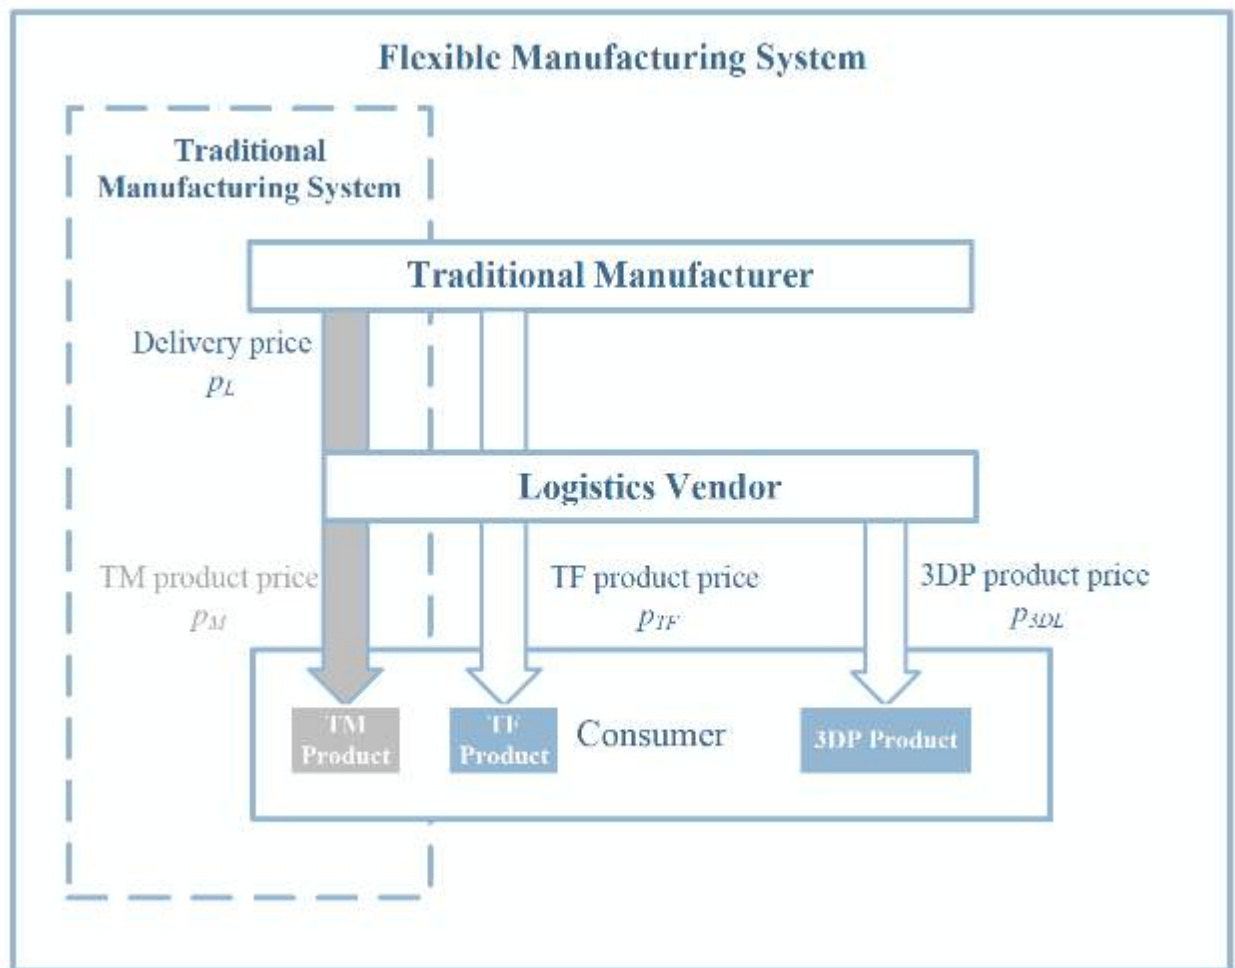 Flexible Manufacturing System
Traditional
Manufacturing System
Traditional Manufacturer
Delivery price
pL
Logistics Vendor
TM product price
pM
TF product price
pTF
3DP product price
p3DL
TM
Product
TF
Product
Consumer
3DP Product